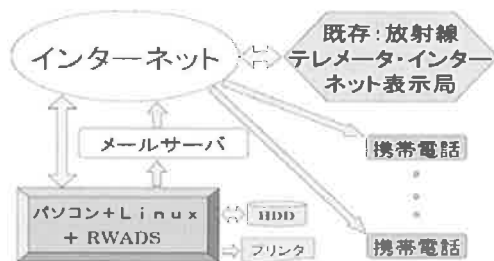 インターネット
既存:放射線
テレメータ・インター
ネット表示局
メールサーバ
携帯電話
パソコン+Linux
+ RWADS
HDD
プリンタ
携帯電話